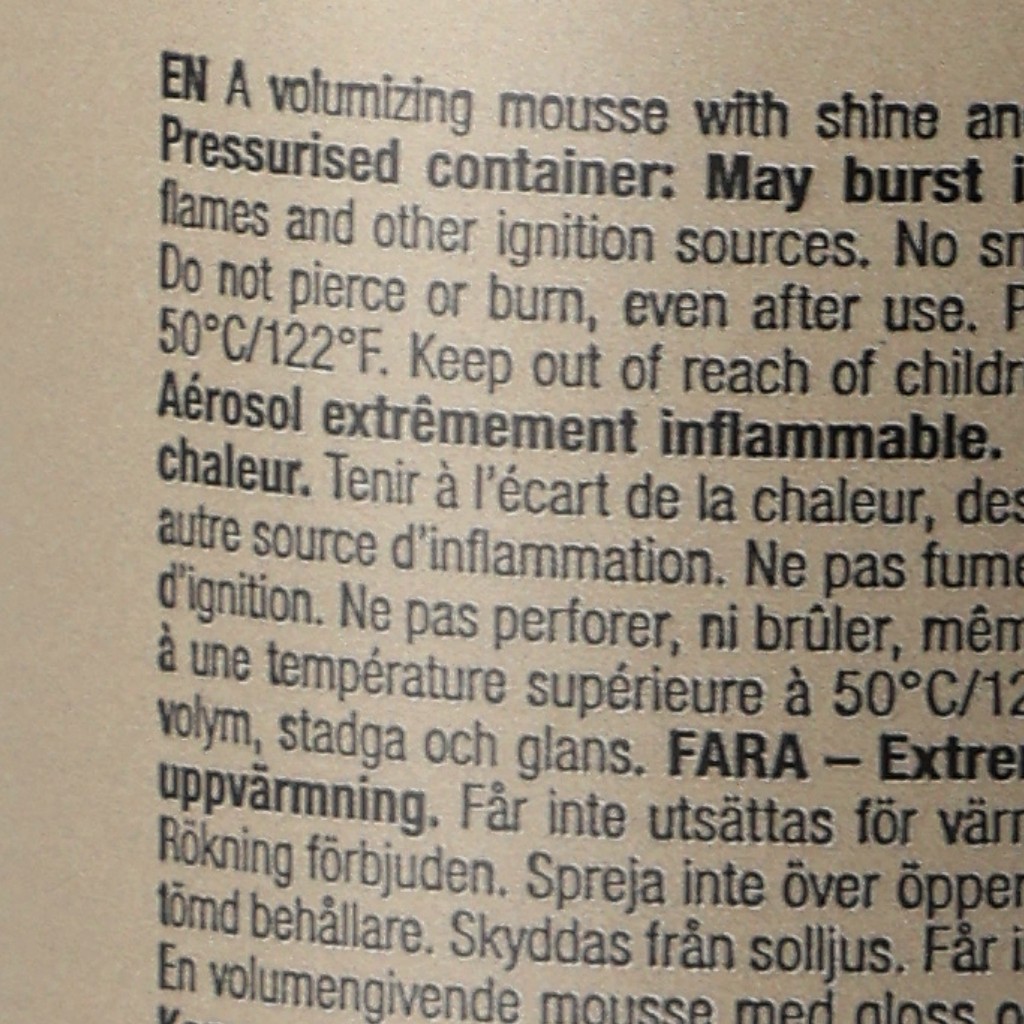 EN A volumizing mousse with shine an
Pressurised container: May burst i
flames and other ignition sources. No sm
Do not pierce or burn, even after use. P
50°C/122°F. Keep out of reach of childr
Aérosol extrêmement inflammable.
chaleur. Tenir à l'écart de la chaleur, des
autre source d'inflammation. Ne pas fume
d'ignition. Ne pas perforer, ni brûler, mêm
à une température supérieure à 50°C/12
volym, stadga och glans. FARA – Extrem
uppvärmning. Får inte utsättas för värm
Rökning förbjuden. Spreja inte över öppen
tömd behållare. Skyddas från solljus. Får i
En volumengivende mousse med gloss o